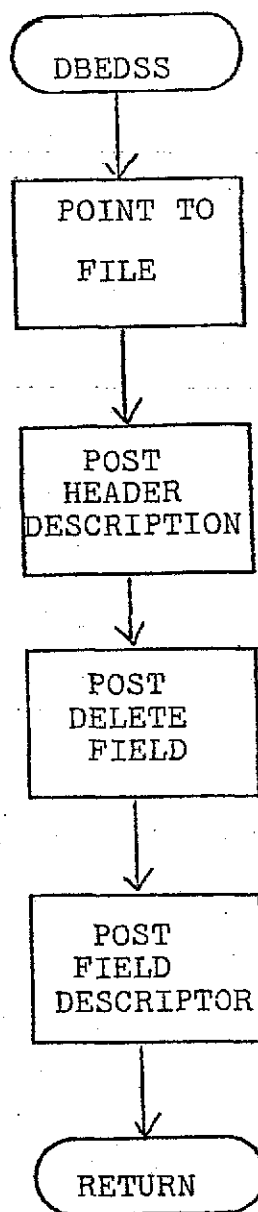 DBEDSS
POINT TO
FILE
POST
HEADER
DESCRIPTION
POST
DELETE
FIELD
POST
FIELD
DESCRIPTOR
RETURN